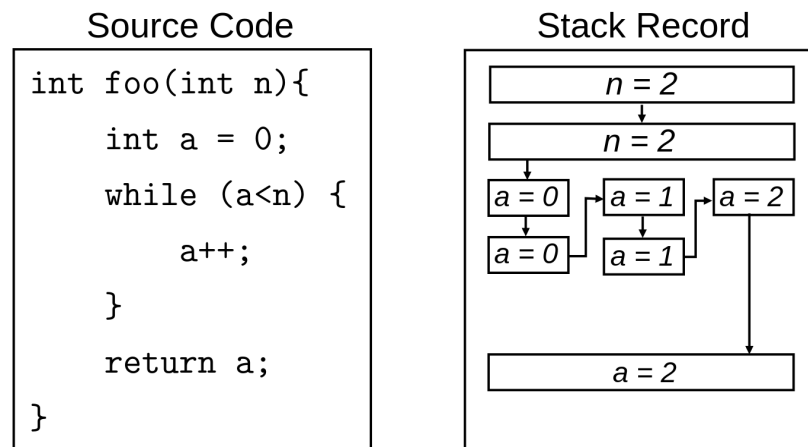 Source Code
int foo(int n){
int a = 0;
while (a<n) {
a++;
}
return a;
}
Stack Record
n = 2
n = 2
a = 0 a = 1 a = 2
a = 0 a = 1
a = 2